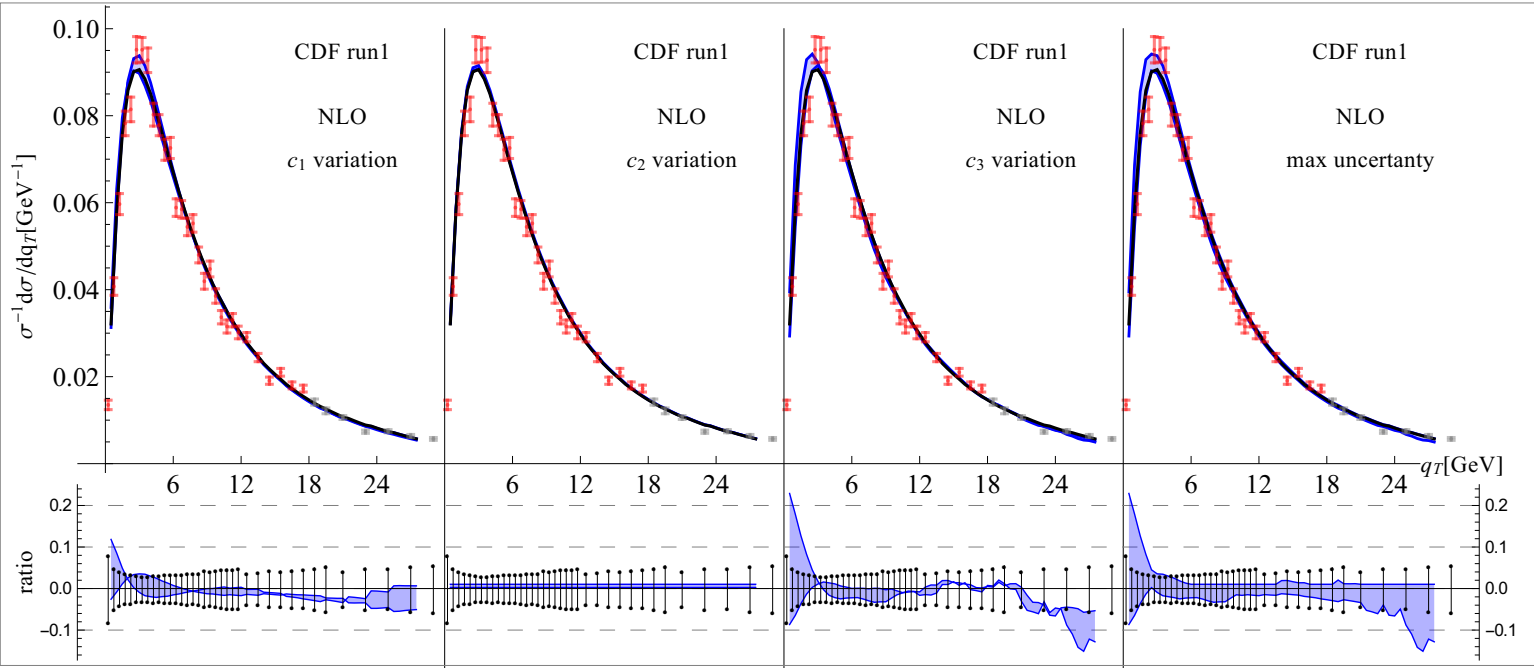 0.10
0.08
0.06
0.04
0.02
σ⁻¹dσ/dq_T[GeV⁻¹]
CDF run1
NLO
c₁ variation
CDF run1
NLO
c₂ variation
CDF run1
NLO
c₃ variation
CDF run1
NLO
max uncertanty
6 12 18 24
6 12 18 24
6 12 18 24
6 12 18 24
q_T[GeV]
ratio
0.2
0.1
0.0
−0.1
0.2
0.1
0.0
−0.1